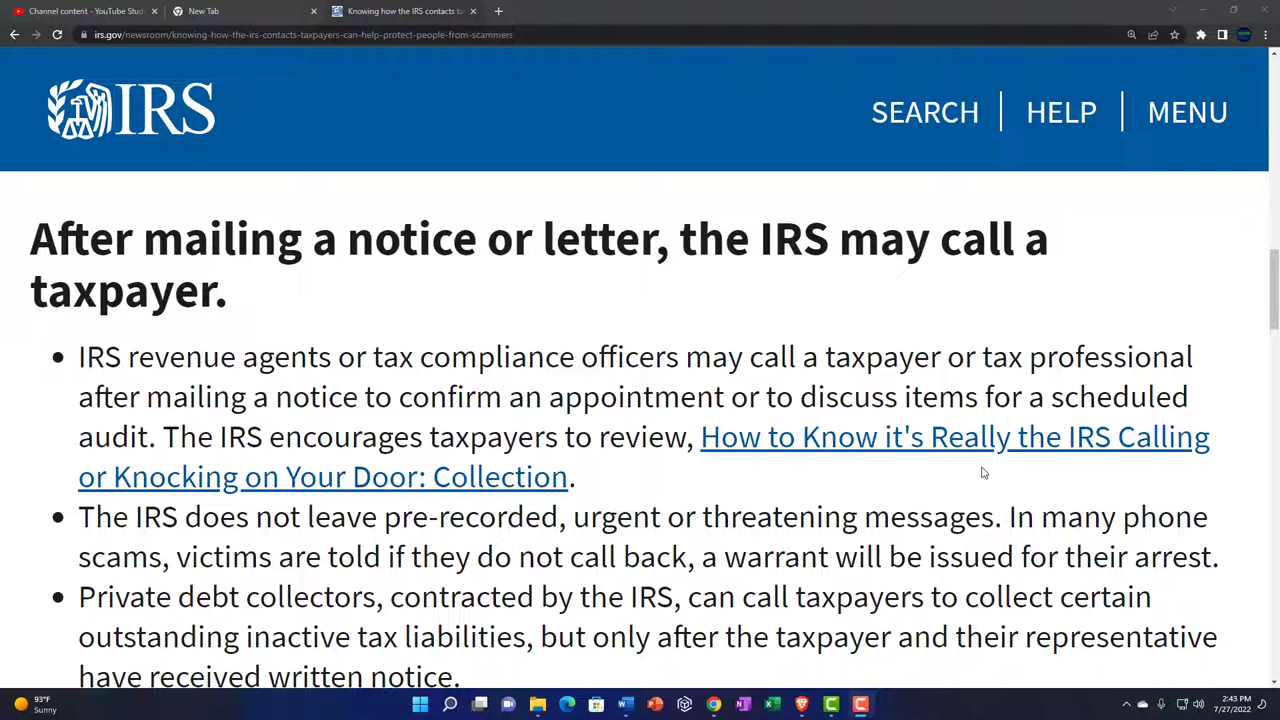 Channel content - YouTube Stud
New Tab
Knowing how the IRS contacts ta
irs.gov/newsroom/knowing-how-the-irs-contacts-taxpayers-can-help-protect-people-from-scammers
IRS
SEARCH
HELP
MENU
After mailing a notice or letter, the IRS may call a
taxpayer.
IRS revenue agents or tax compliance officers may call a taxpayer or tax professional
after mailing a notice to confirm an appointment or to discuss items for a scheduled
audit. The IRS encourages taxpayers to review, How to Know it's Really the IRS Calling
or Knocking on Your Door: Collection.
The IRS does not leave pre-recorded, urgent or threatening messages. In many phone
scams, victims are told if they do not call back, a warrant will be issued for their arrest.
Private debt collectors, contracted by the IRS, can call taxpayers to collect certain
outstanding inactive tax liabilities, but only after the taxpayer and their representative
have received written notice.
93°F
Sunny
2:43 PM
7/27/2022